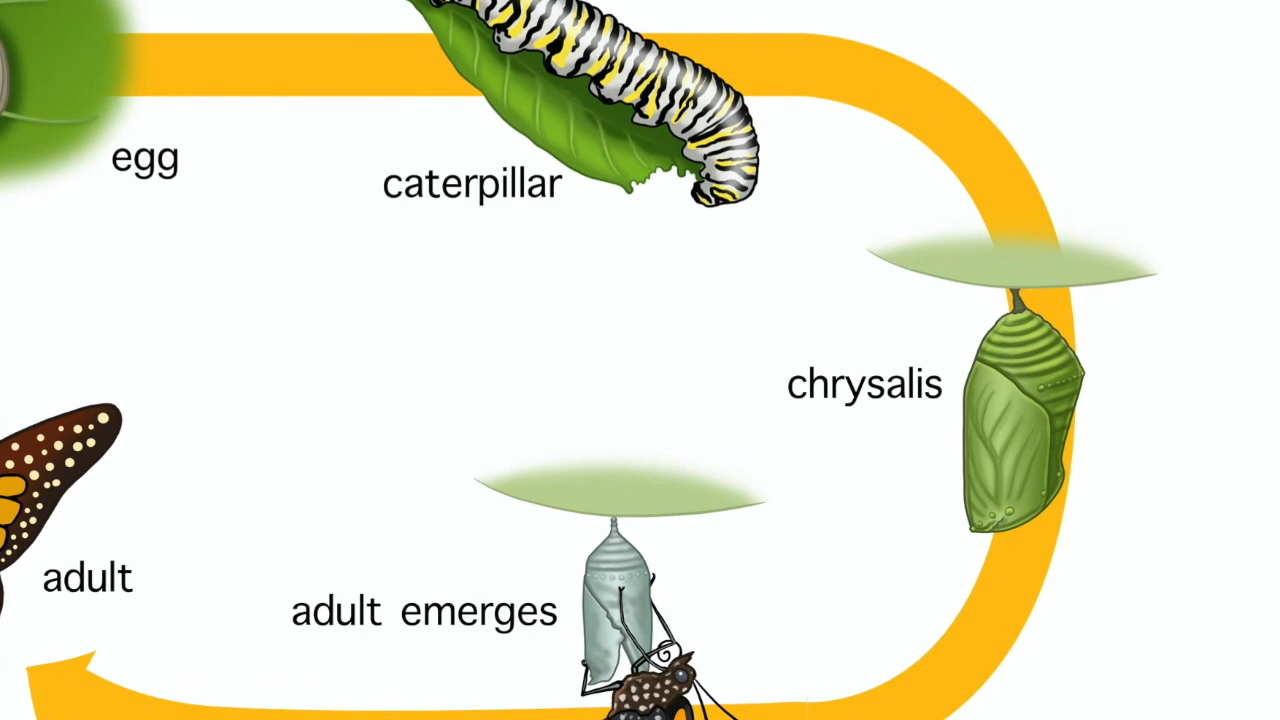 egg
caterpillar
chrysalis
adult
adult emerges